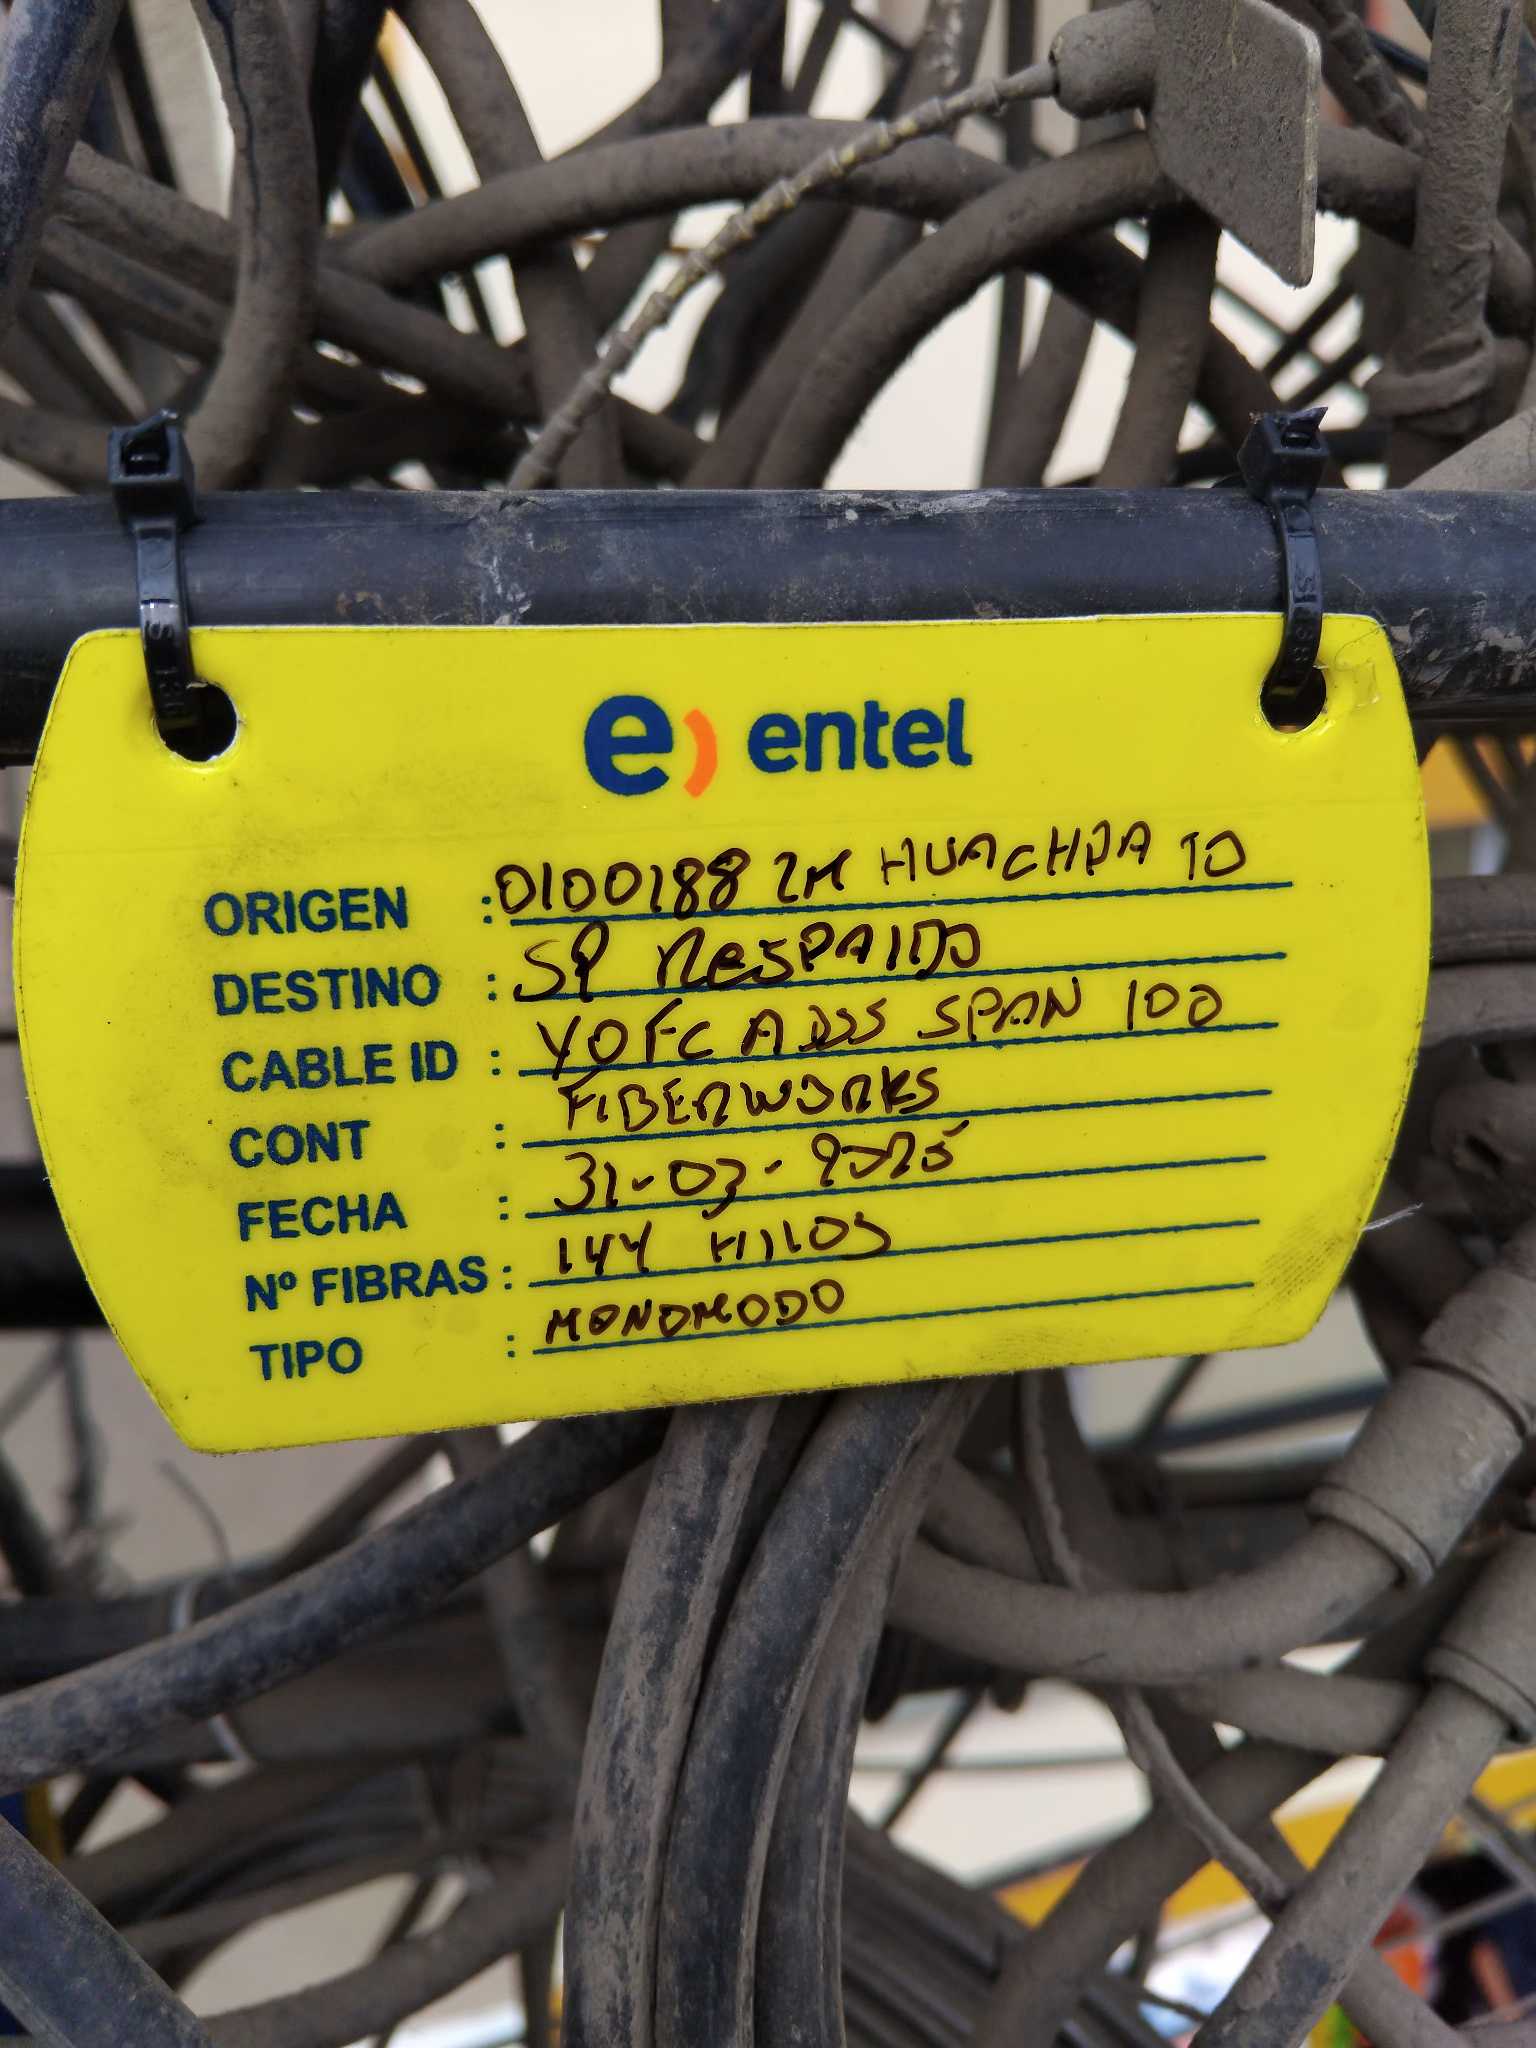 e) entel
ORIGEN : 0100188 LM HUACHPA TO
DESTINO : SP RESPALDO
CABLE ID : YOFC ADSS SPAN 100
CONT : FIBERWORKS
FECHA : 31-03-2025
Nº FIBRAS : 144 HILOS
TIPO : MONOMODO